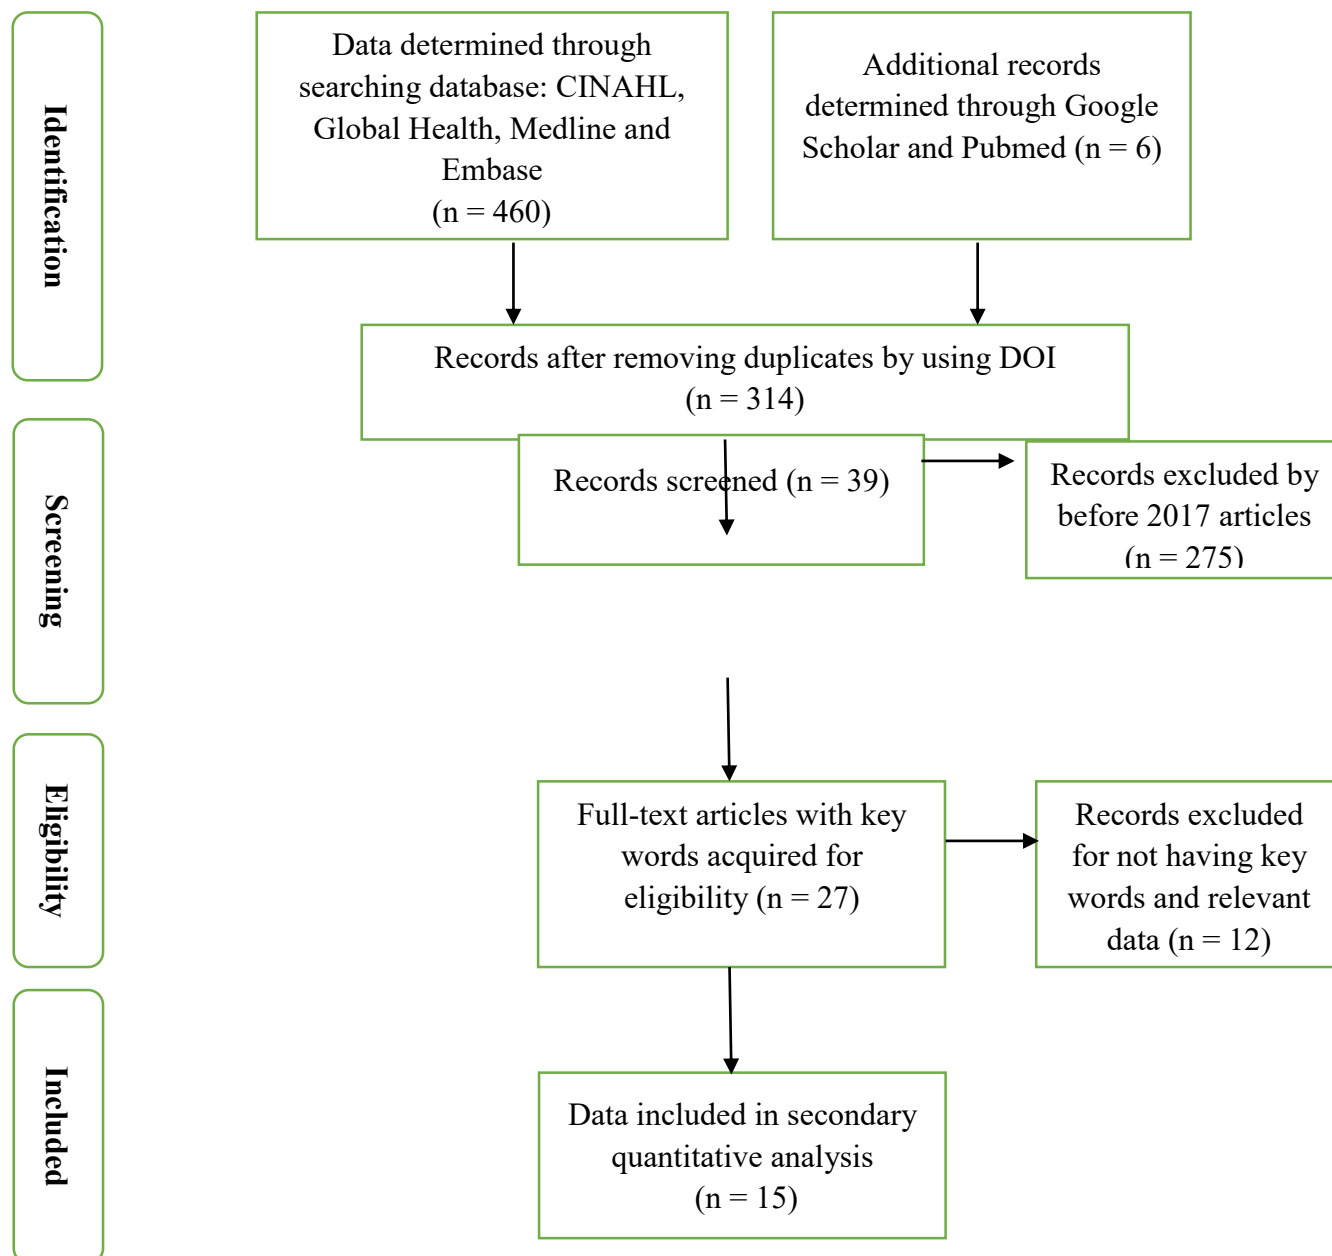 Identification
Data determined through
searching database: CINAHL,
Global Health, Medline and
Embase
(n = 460)
Additional records
determined through Google
Scholar and Pubmed (n = 6)
Records after removing duplicates by using DOI
(n = 314)
Screening
Records screened (n = 39)
Records excluded by
before 2017 articles
(n = 275)
Eligibility
Full-text articles with key
words acquired for
eligibility (n = 27)
Records excluded
for not having key
words and relevant
data (n = 12)
Included
Data included in secondary
quantitative analysis
(n = 15)